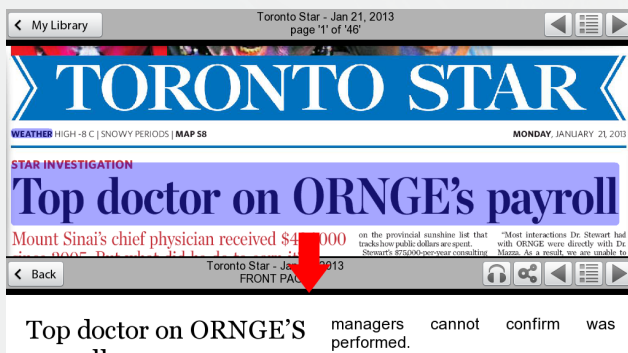 My Library
Toronto Star - Jan 21, 2013
page '1' of '46'
TORONTO STAR
WEATHER HIGH -8 C | SNOWY PERIODS | MAP S8
MONDAY, JANUARY 21, 2013
STAR INVESTIGATION
Top doctor on ORNGE's payroll
Mount Sinai's chief physician received
on the provincial sunshine list that
tracks how public dollars are spent.
Stewart's $75,000-per-year consulting
"Most interactions Dr. Stewart had
with ORNGE were directly with Dr.
Mazza. As a result, we are unable to
Back
Toronto Star - 2013
FRONT
Top doctor on ORNGE'S
managers cannot confirm was
performed.